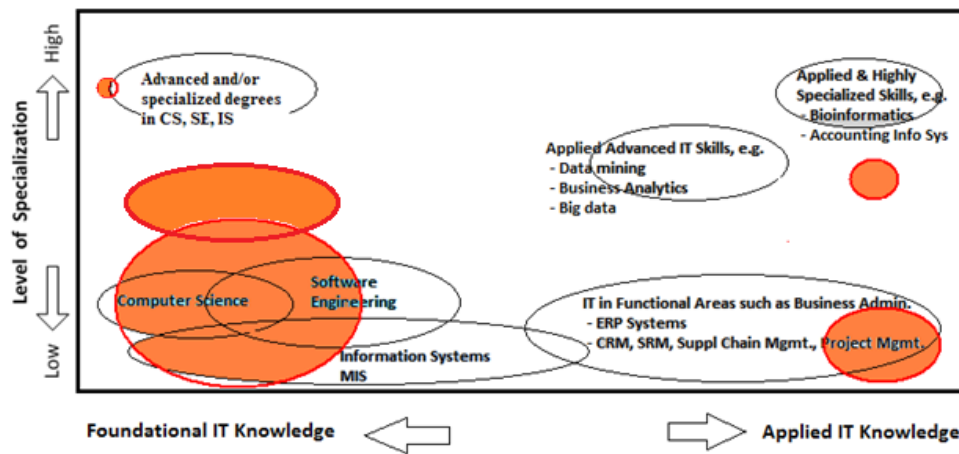 High
Level of Specialization
Low
Advanced and/or
specialized degrees
in CS, SE, IS
Applied & Highly
Specialized Skills, e.g.
- Bioinformatics
- Accounting Info Sys
Applied Advanced IT Skills, e.g.
- Data mining
- Business Analytics
- Big data
Computer Science
Software
Engineering
Information Systems
MIS
IT in Functional Areas such as Business Admin.
- ERP Systems
- CRM, SRM, Suppl Chain Mgmt., Project Mgmt.
Foundational IT Knowledge
Applied IT Knowledge